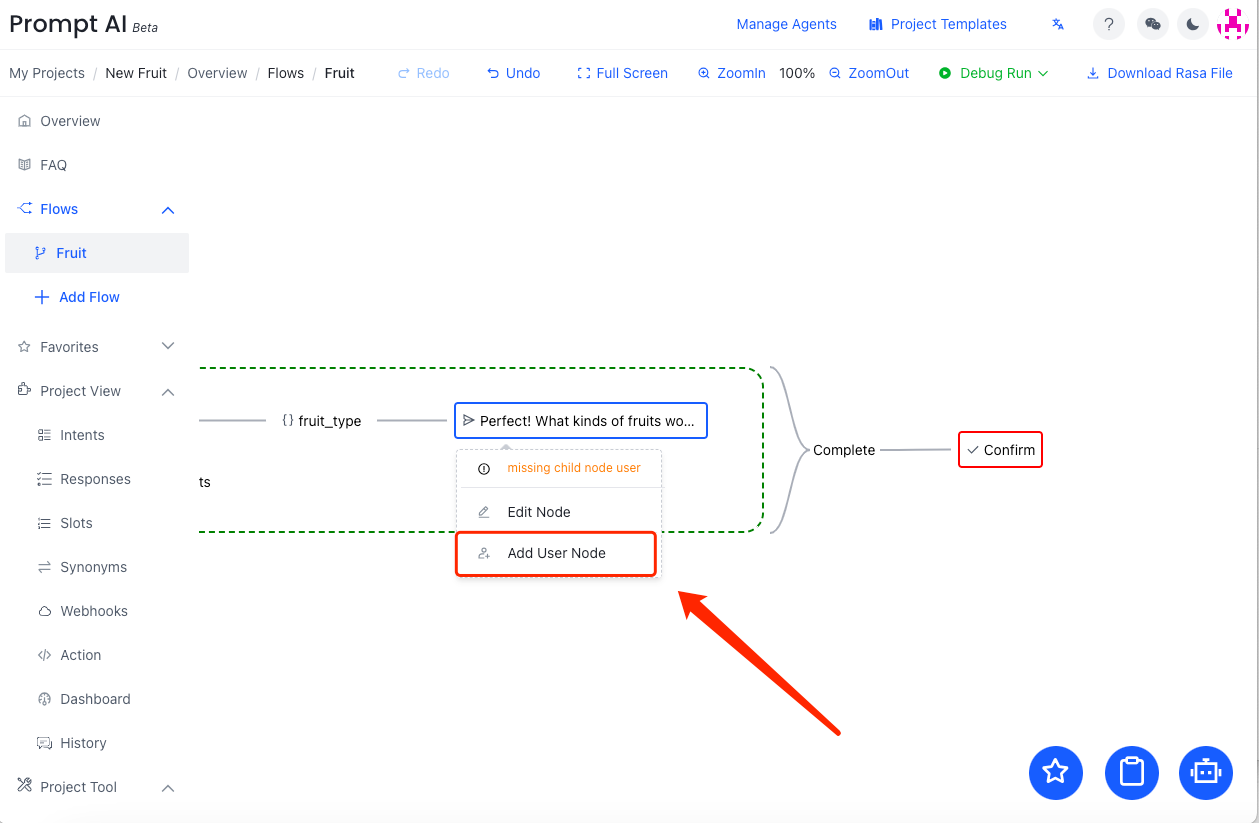 Prompt AI Beta
Manage Agents Project Templates ?
My Projects / New Fruit / Overview / Flows / Fruit Redo Undo Full Screen ZoomIn 100% ZoomOut Debug Run Download Rasa File
Overview
FAQ
Flows
Fruit
Add Flow
Favorites
Project View
Intents
Responses
Slots
Synonyms
Webhooks
Action
Dashboard
History
Project Tool
{} fruit_type
Perfect! What kinds of fruits wo...
missing child node user
Edit Node
Add User Node
ts
Complete
Confirm